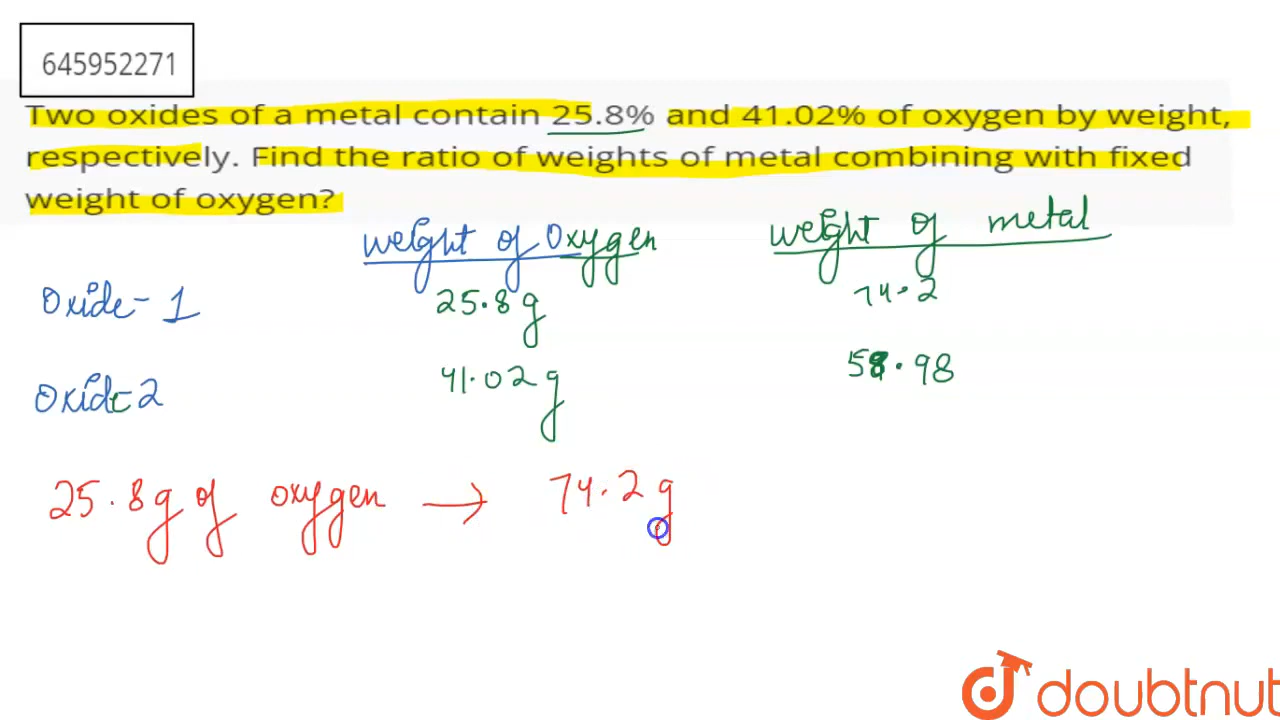 645952271
Two oxides of a metal contain 25.8% and 41.02% of oxygen by weight,
respectively. Find the ratio of weights of metal combining with fixed
weight of oxygen?
weight of Oxygen weight of metal
Oxide-1 25.8g 74.2
Oxide-2 41.02g 58.98
25.8g of oxygen → 74.2g
doubtnut